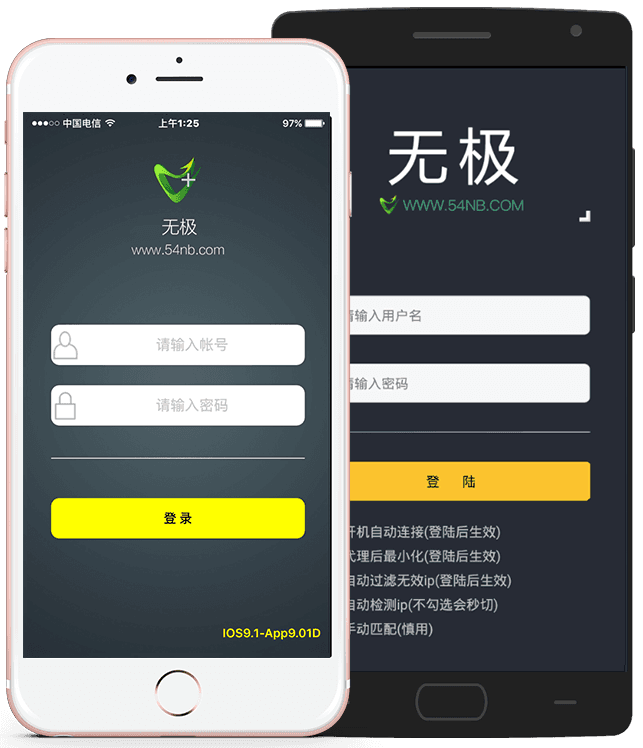 中国电信
上午1:25
97%
无极
www.54nb.com
请输入帐号
请输入密码
登录
IOS9.1-App9.01D
无极
WWW.54NB.COM
请输入用户名
请输入密码
登 陆
开机自动连接(登陆后生效)
代理后最小化(登陆后生效)
自动过滤无效ip(登陆后生效)
自动检测ip(不勾选会秒切)
手动匹配(慎用)